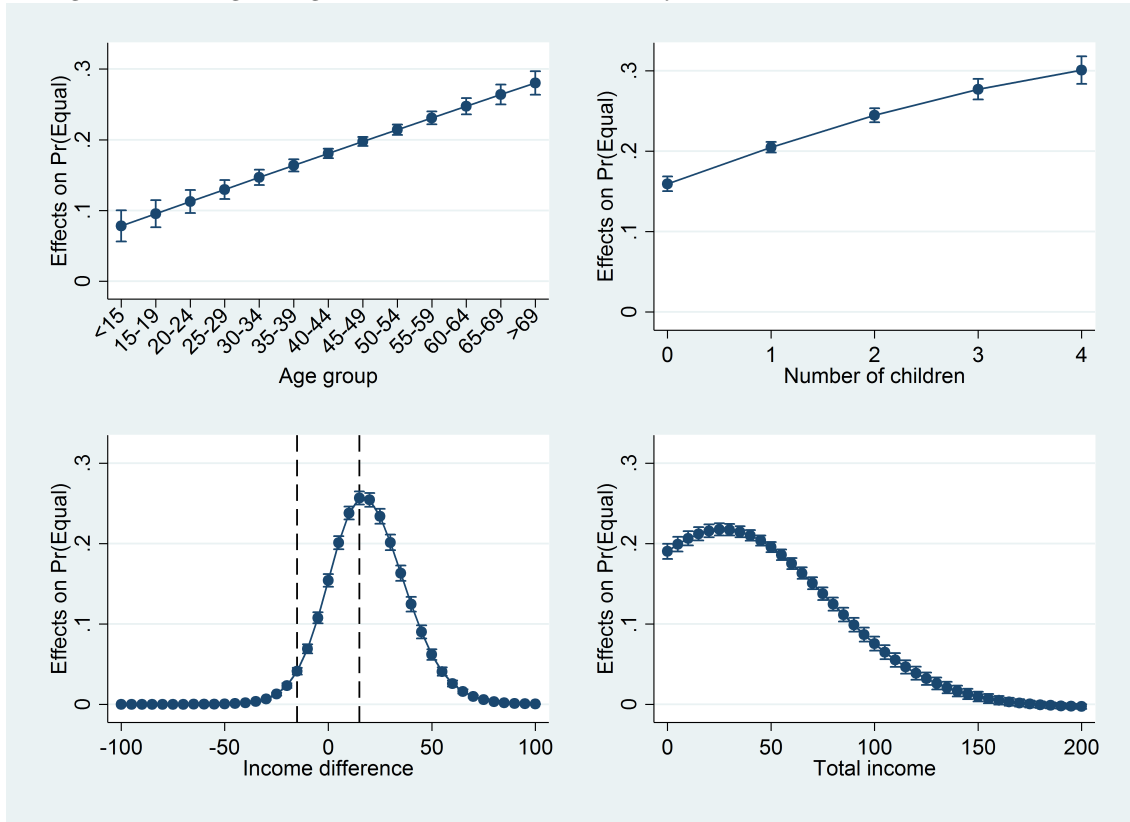 Effects on Pr(Equal)
.3
.2
.1
0
<15
15-19
20-24
25-29
30-34
35-39
40-44
45-49
50-54
55-59
60-64
65-69
>69
Age group
Effects on Pr(Equal)
.3
.2
.1
0
0 1 2 3 4
Number of children
Effects on Pr(Equal)
.3
.2
.1
0
-100 -50 0 50 100
Income difference
Effects on Pr(Equal)
.3
.2
.1
0
0 50 100 150 200
Total income